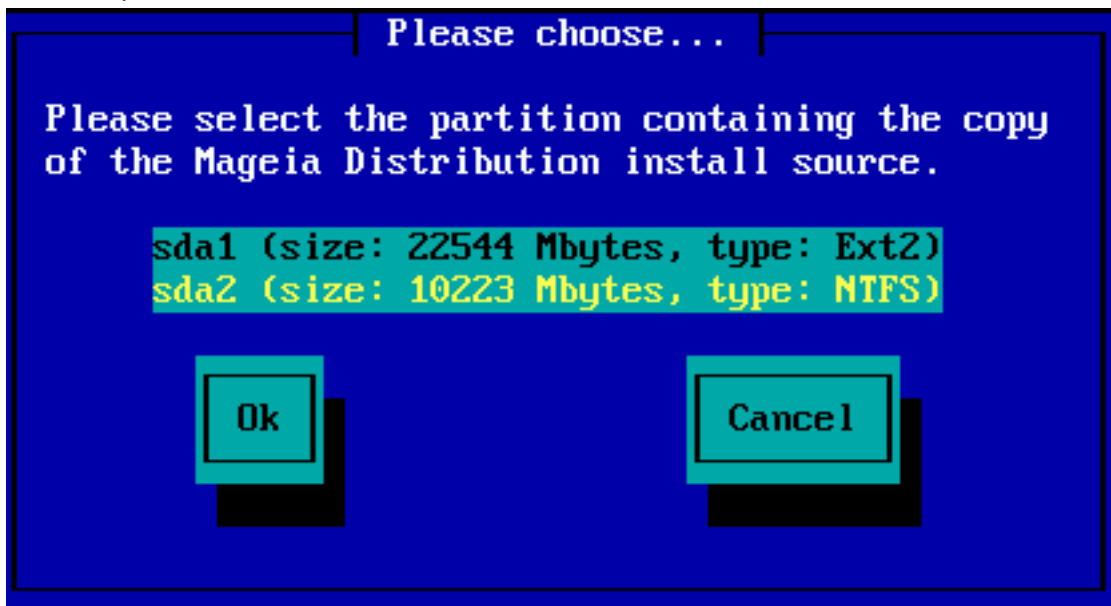 Please choose...
Please select the partition containing the copy
of the Mageia Distribution install source.
sda1 (size: 22544 Mbytes, type: Ext2)
sda2 (size: 10223 Mbytes, type: NTFS)
Ok Cancel